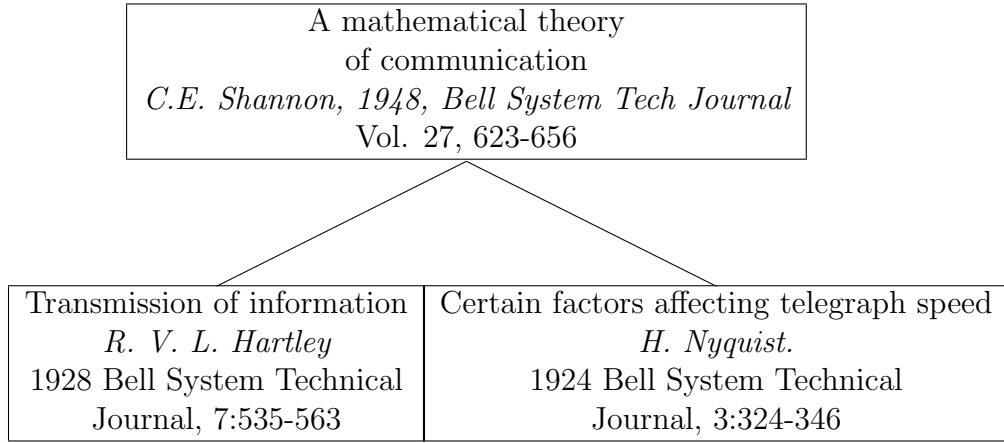 A mathematical theory
of communication
C.E. Shannon, 1948, Bell System Tech Journal
Vol. 27, 623-656
Transmission of information
R. V. L. Hartley
1928 Bell System Technical
Journal, 7:535-563
Certain factors affecting telegraph speed
H. Nyquist.
1924 Bell System Technical
Journal, 3:324-346